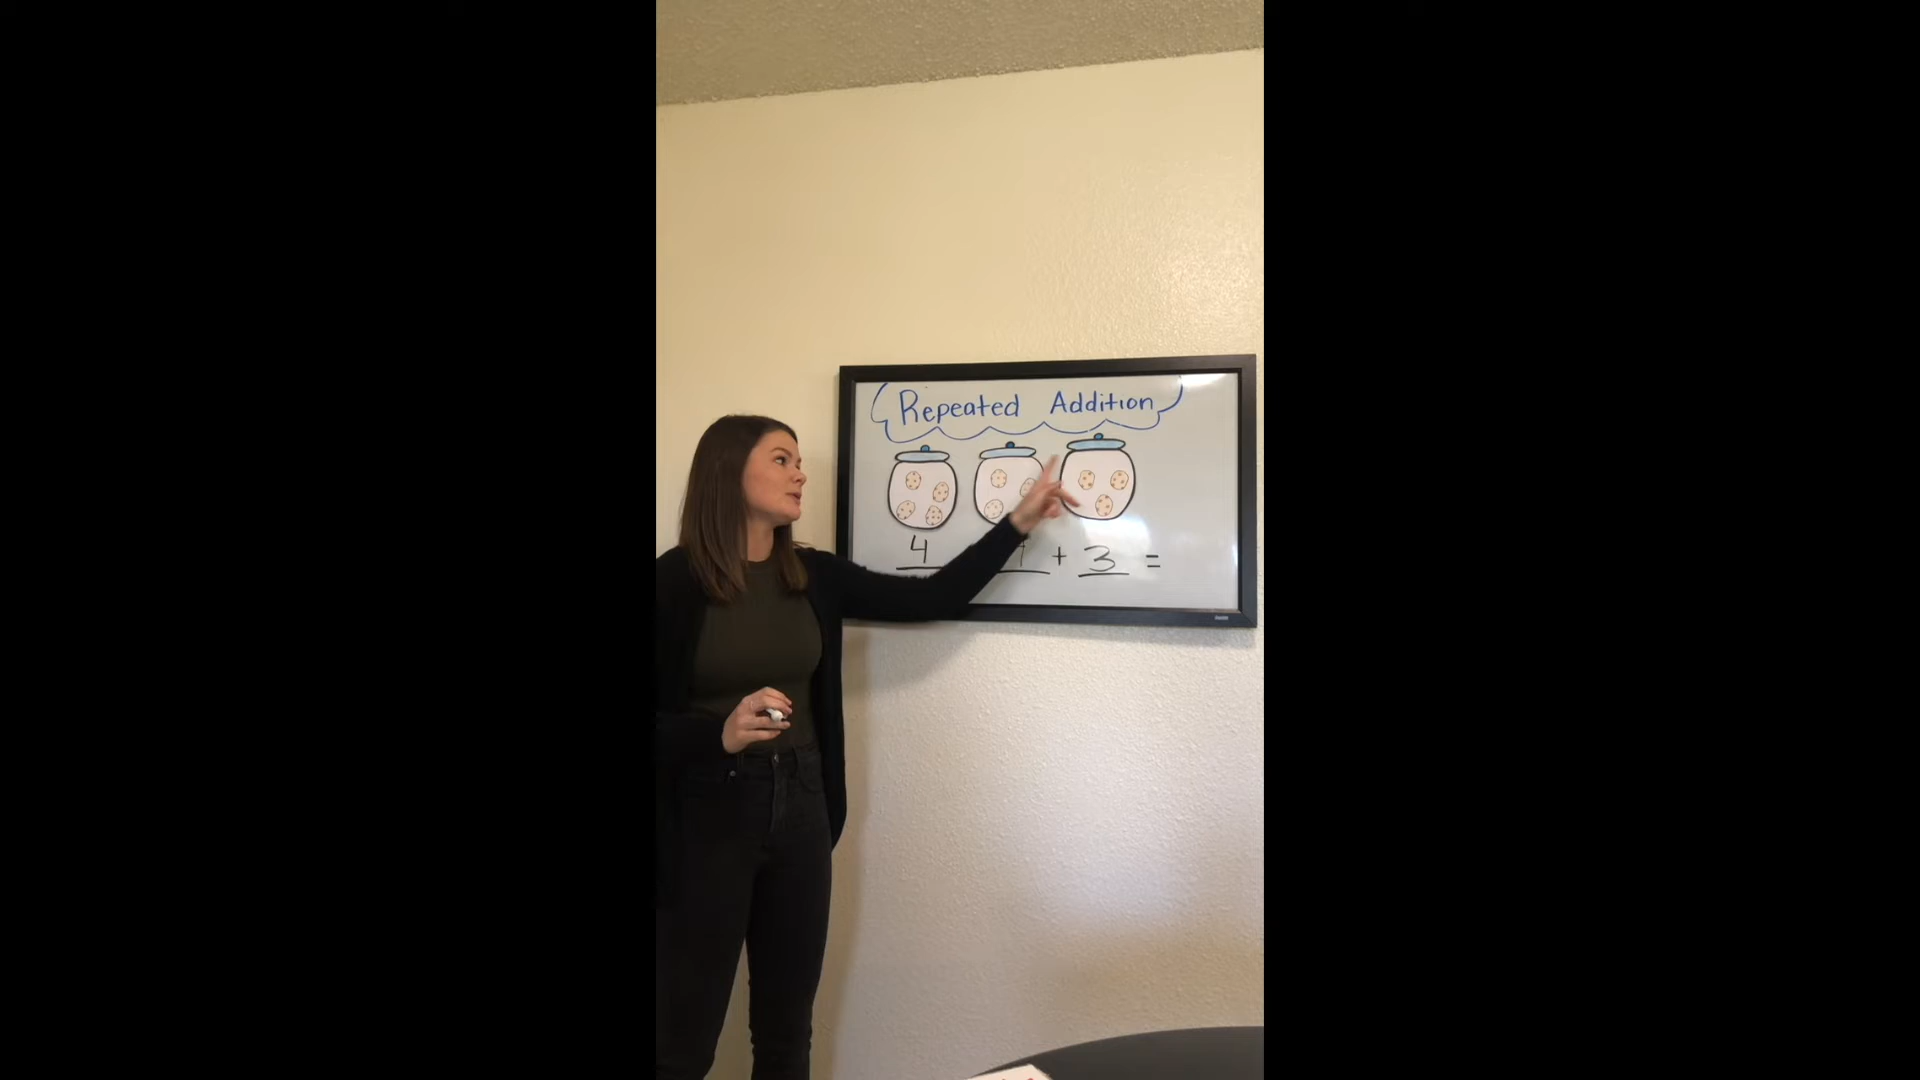 Repeated Addition
4 + 3 =